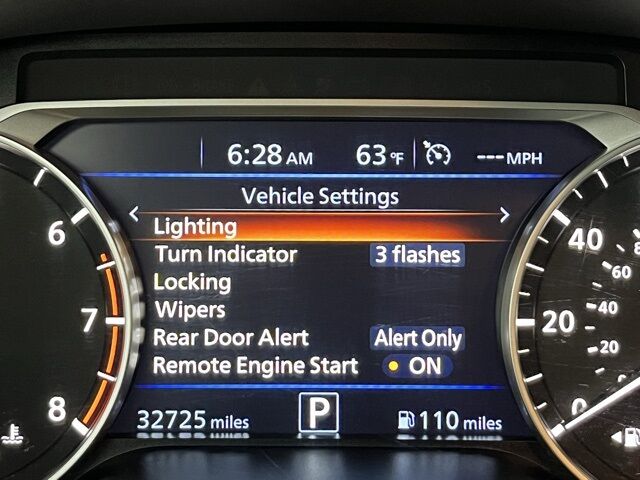 6:28 AM 63°F ---MPH
Vehicle Settings
Lighting
Turn Indicator 3 flashes
Locking
Wipers
Rear Door Alert Alert Only
Remote Engine Start ON
32725 miles P 110 miles
6
7
8
40
20
0
60
40
20
0